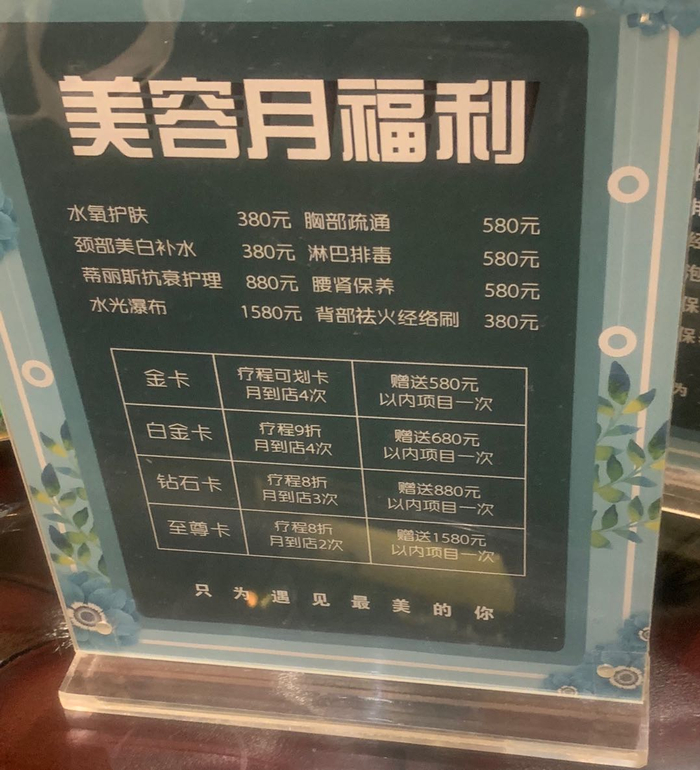 美容月福利
水氧护肤 380元 胸部疏通 580元
颈部美白补水 380元 淋巴排毒 580元
蒂丽斯抗衰护理 880元 腰肾保养 580元
水光瀑布 1580元 背部祛火经络刷 380元
金卡 疗程可划卡 赠送580元
月到店4次 以内项目一次
白金卡 疗程9折 赠送680元
月到店4次 以内项目一次
钻石卡 疗程8折 赠送880元
月到店3次 以内项目一次
至尊卡 疗程8折 赠送1580元
月到店2次 以内项目一次
只为遇见最美的你